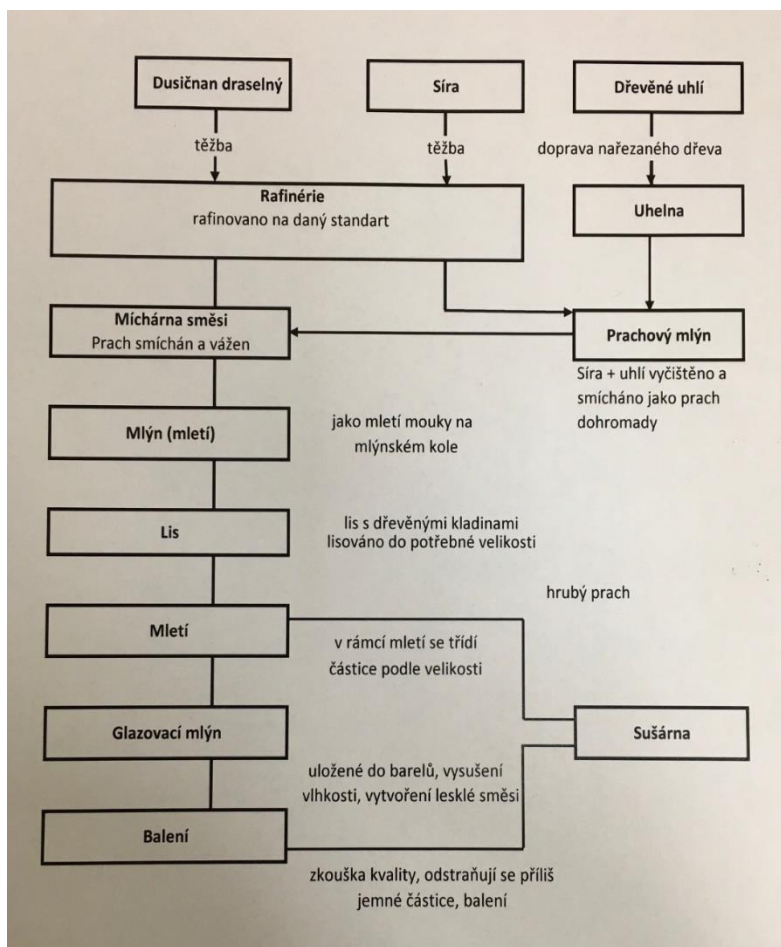 Dusičnan draselný
Síra
Dřevěné uhlí
těžba
těžba
doprava nařezaného dřeva
Rafinérie
rafinovano na daný standart
Uhelna
Míchárna směsi
Prach smíchán a vážen
Prachový mlýn
Síra + uhlí vyčištěno a
smícháno jako prach
dohromady
Mlýn (mletí)
jako mletí mouky na
mlýnském kole
Lis
lis s dřevěnými kladinami
lisováno do potřebné velikosti
hrubý prach
Mletí
v rámcí mletí se třídí
částice podle velikosti
Glazovací mlýn
Sušárna
uložené do barelů, vysušení
vlhkosti, vytvoření lesklé směsi
Balení
zkouška kvality, odstraňují se příliš
jemné částice, balení